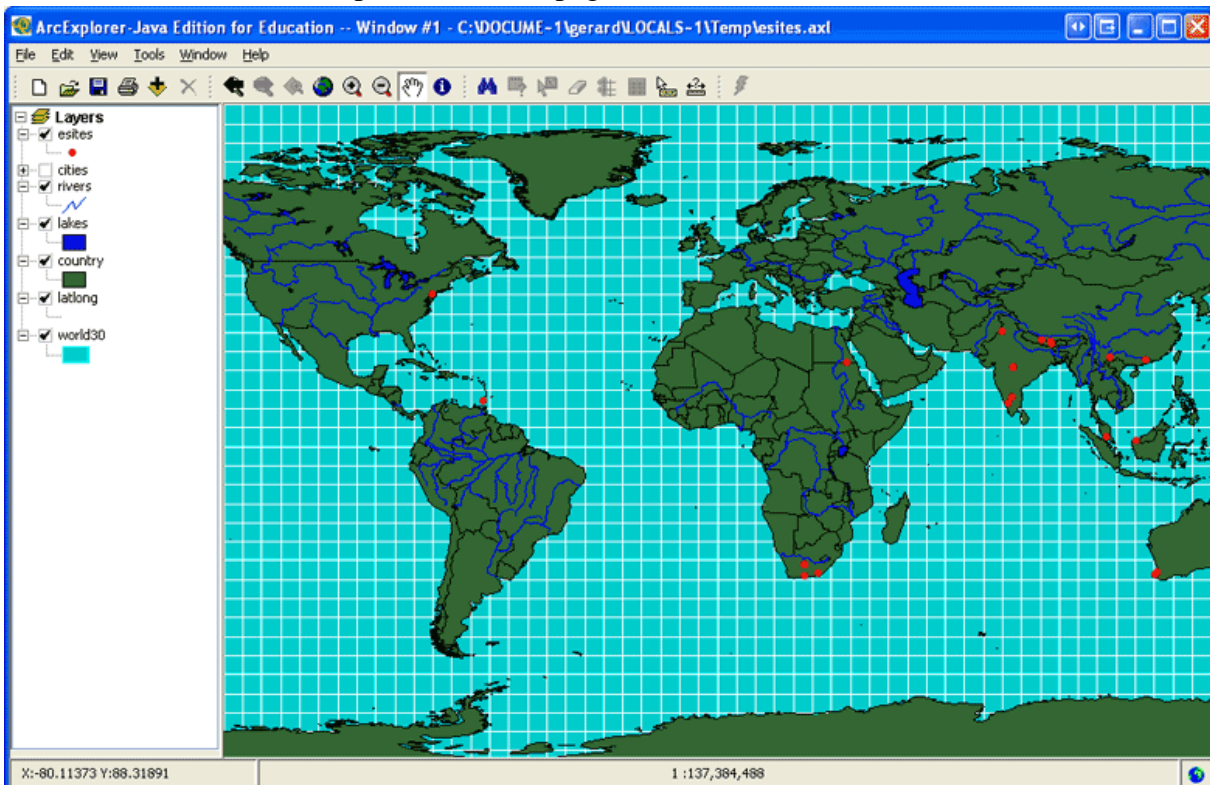 ArcExplorer-Java Edition for Education -- Window #1 - C:\DOCUME~1\gerard\LOCALS~1\Temp\esites.axl
File Edit View Tools Window Help
Layers
esites
cities
rivers
lakes
country
latlong
world30
X:-80.11373 Y:88.31891
1 :137,384,488